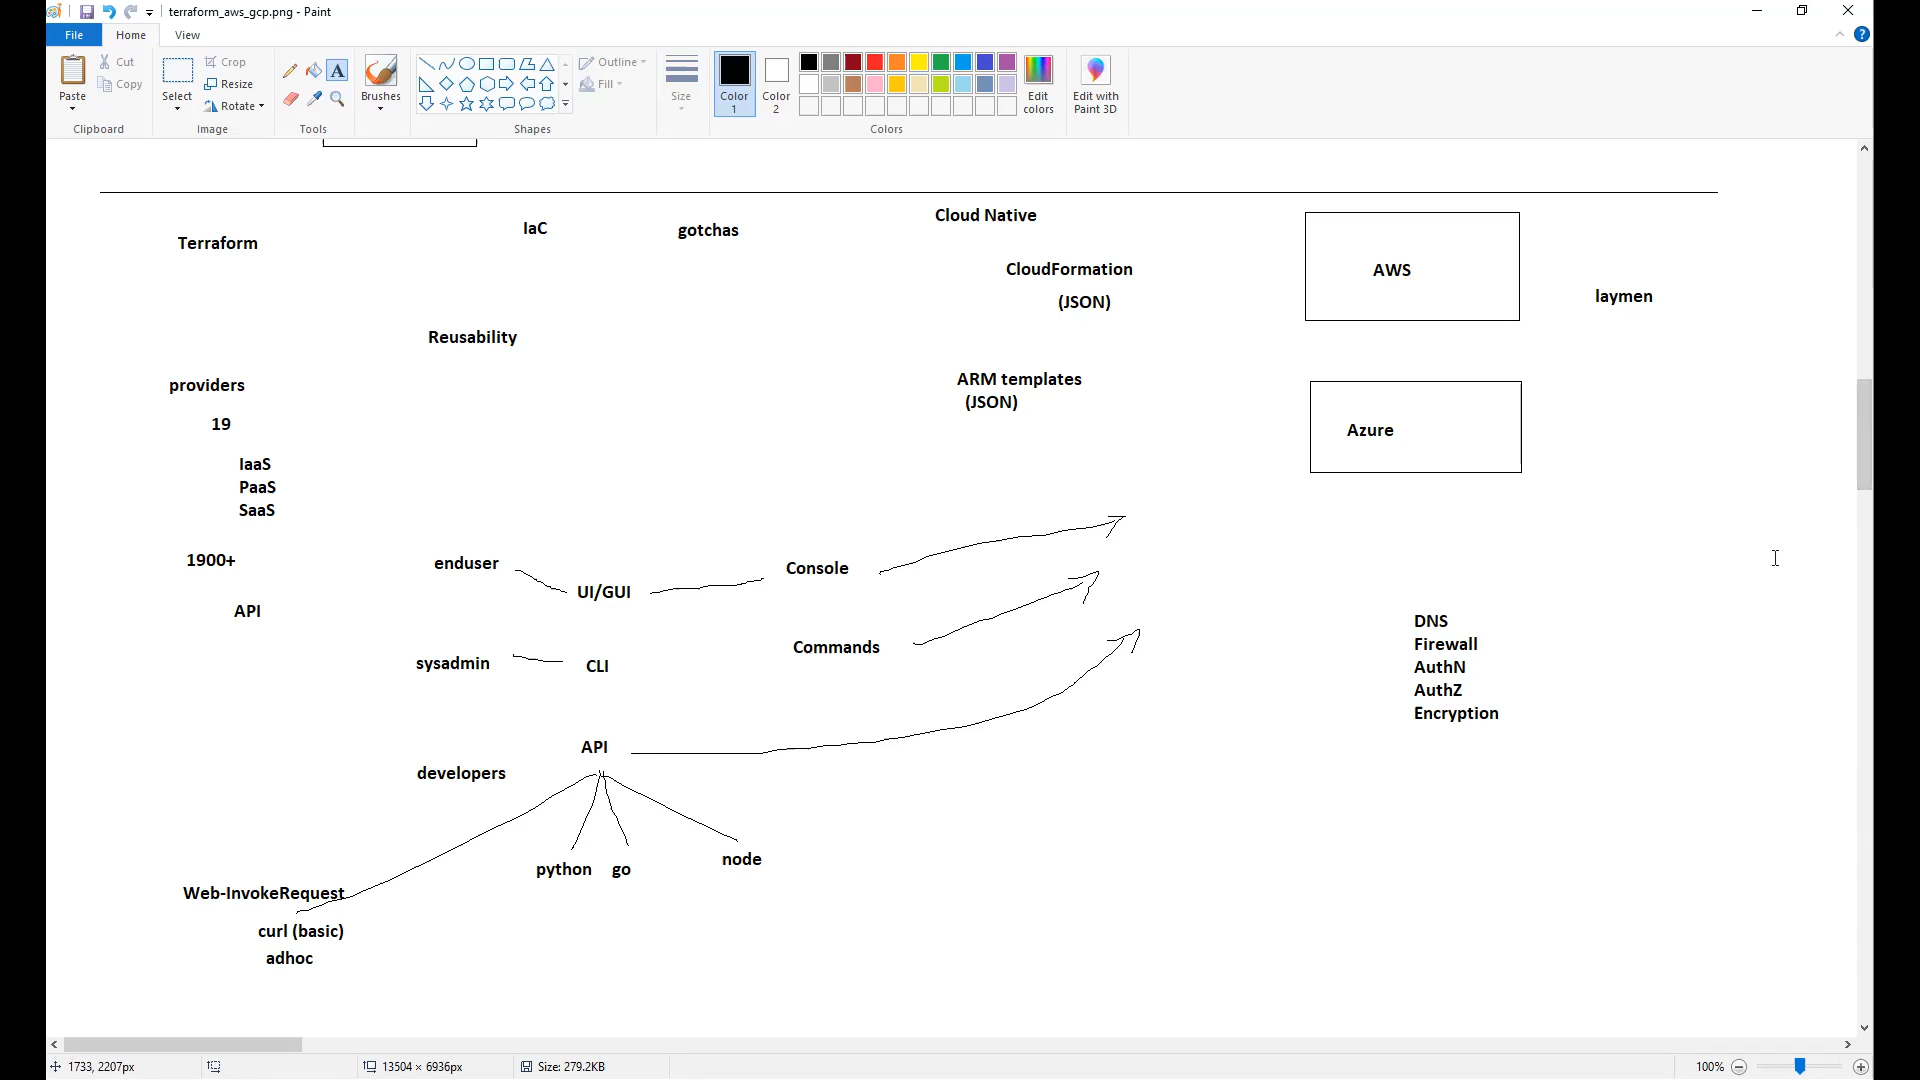 terraform_aws_gcp.png - Paint
File
Home
View
Paste
Cut
Copy
Clipboard
Select
Crop
Resize
Rotate
Image
A
Tools
Brushes
Outline
Fill
Shapes
Size
Color
1
Color
2
Edit
colors
Colors
Edit with
Paint 3D
?
Terraform
IaC
gotchas
Cloud Native
CloudFormation
(JSON)
AWS
laymen
Reusability
providers
19
ARM templates
(JSON)
Azure
IaaS
PaaS
SaaS
1900+
API
enduser
UI/GUI
Console
sysadmin
CLI
Commands
DNS
Firewall
AuthN
AuthZ
Encryption
API
developers
python
go
node
Web-InvokeRequest
curl (basic)
adhoc
1733, 2207px
13504 × 6936px
Size: 279.2KB
100%